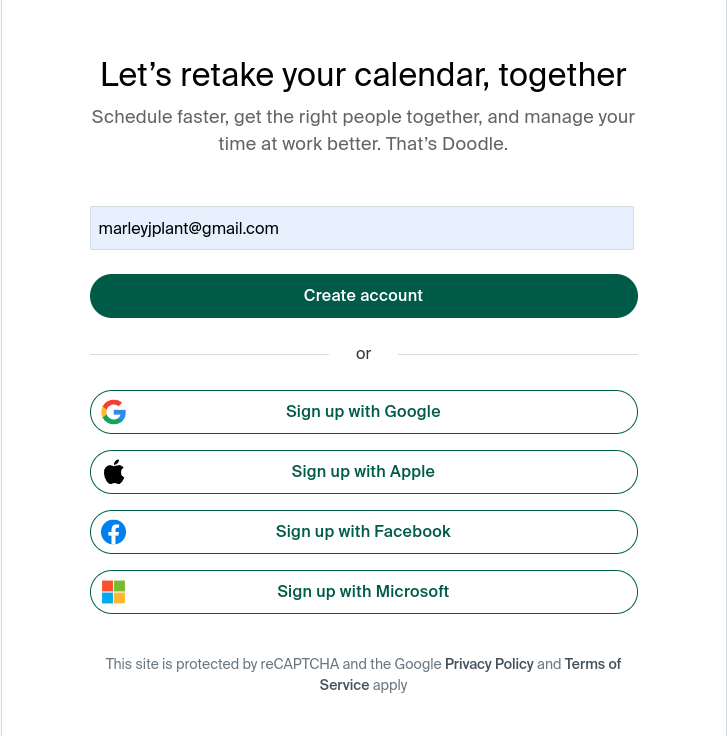 Let’s retake your calendar, together
Schedule faster, get the right people together, and manage your
time at work better. That’s Doodle.
marleyjplant@gmail.com
Create account
or
Sign up with Google
Sign up with Apple
Sign up with Facebook
Sign up with Microsoft
This site is protected by reCAPTCHA and the Google Privacy Policy and Terms of
Service apply